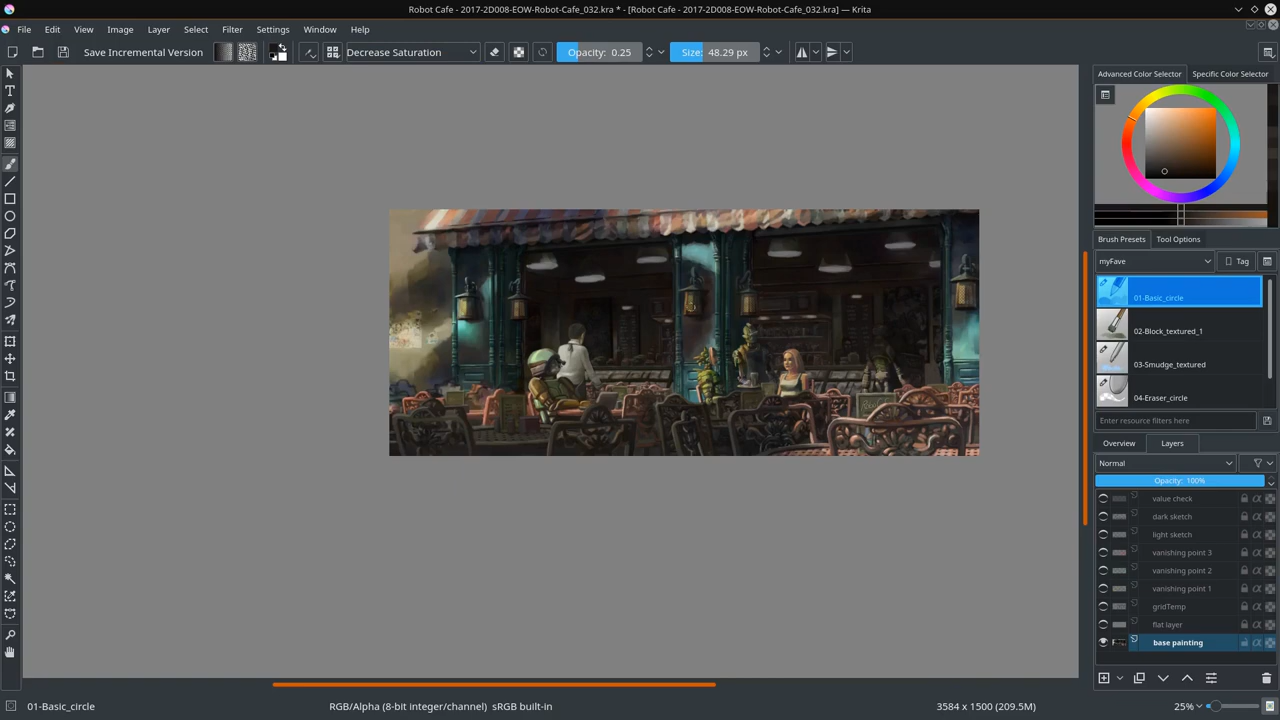 Robot Cafe - 2017-2D008-EOW-Robot-Cafe_032.kra * - [Robot Cafe - 2017-2D008-EOW-Robot-Cafe_032.kra] — Krita
File Edit View Image Layer Select Filter Settings Window Help
Save Incremental Version Decrease Saturation Opacity: 0.25 Size: 48.29 px
Advanced Color Selector Specific Color Selector
Brush Presets Tool Options
myFave Tag
01-Basic_circle
02-Block_textured_1
03-Smudge_textured
04-Eraser_circle
Enter resource filters here
Overview Layers
Normal
Opacity: 100%
value check
dark sketch
light sketch
vanishing point 3
vanishing point 2
vanishing point 1
gridTemp
flat layer
base painting
01-Basic_circle RGB/Alpha (8-bit integer/channel) sRGB built-in 3584 x 1500 (209.5M) 25%